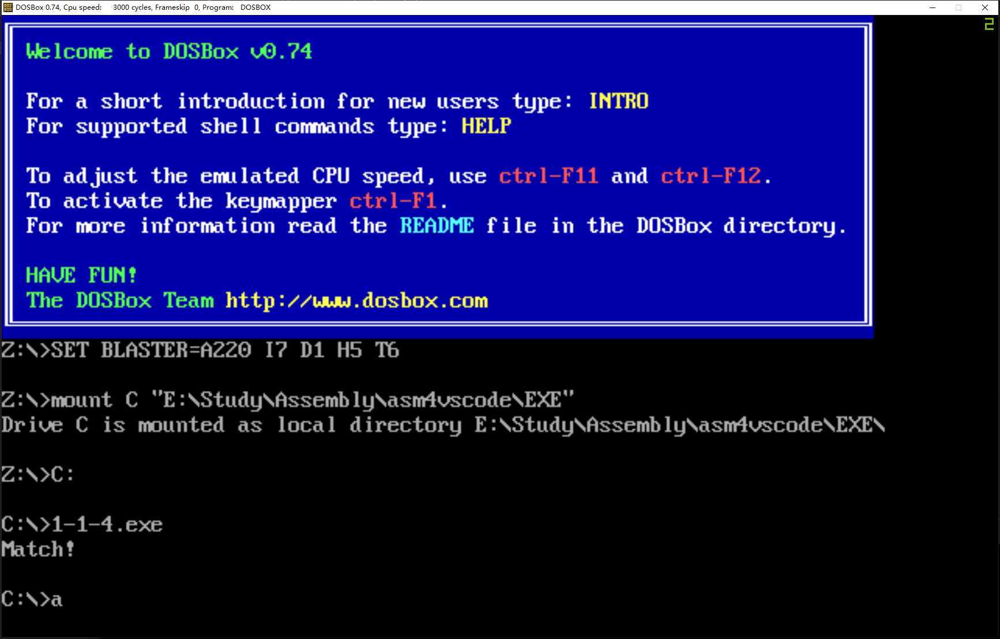 DOSBox 0.74, Cpu speed: 3000 cycles, Frameskip 0, Program: DOSBOX
2
Welcome to DOSBox v0.74
For a short introduction for new users type: INTRO
For supported shell commands type: HELP
To adjust the emulated CPU speed, use ctrl-F11 and ctrl-F12.
To activate the keymapper ctrl-F1.
For more information read the README file in the DOSBox directory.
HAVE FUN!
The DOSBox Team http://www.dosbox.com
Z:\>SET BLASTER=A220 I7 D1 H5 T6
Z:\>mount C "E:\Study\Assembly\asm4vscode\EXE"
Drive C is mounted as local directory E:\Study\Assembly\asm4vscode\EXE\
Z:\>C:
C:\>1-1-4.exe
Match!
C:\>a